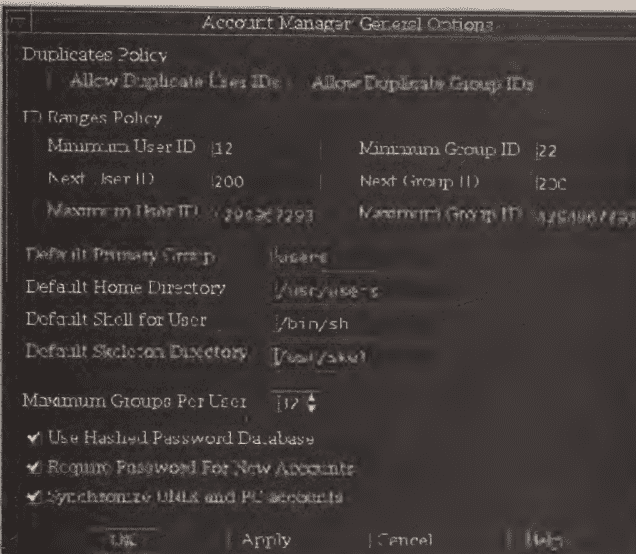 Account Manager General Options
Duplicates Policy
Allow Duplicate User IDs Allow Duplicate Group IDs
ID Ranges Policy
Minimum User ID 12 Minimum Group ID 22
Next User ID 200 Next Group ID 200
Maximum User ID Maximum Group ID
Default Primary Group users
Default Home Directory /usr/users
Default Shell for User /bin/sh
Default Skeleton Directory /usr/skel
Maximum Groups Per User 32
Use Hashed Password Database
Require Password For New Accounts
Synchronize UNIX and PC accounts
OK Apply Cancel Help